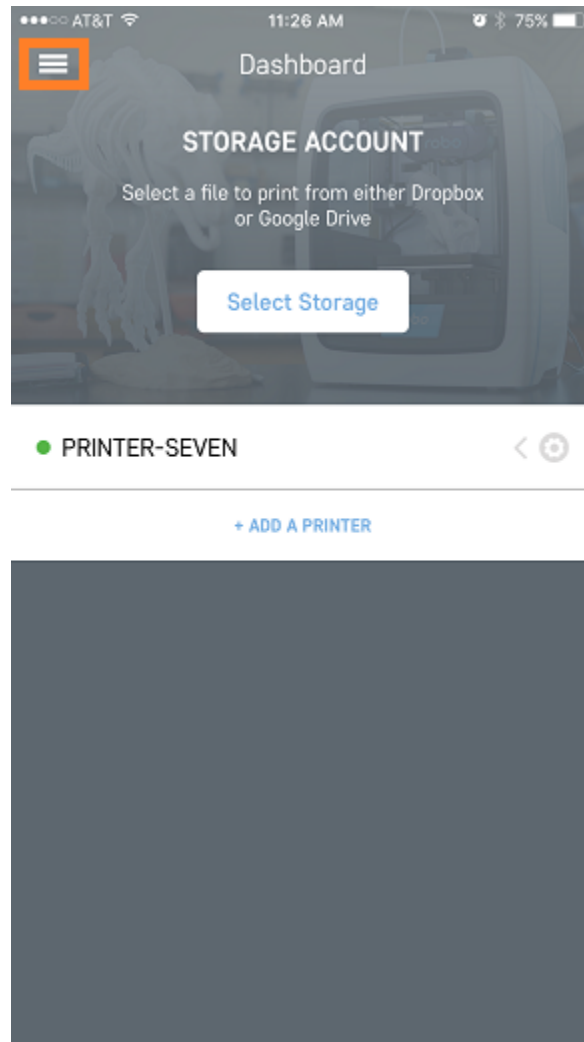 AT&T 11:26 AM 75%
Dashboard
STORAGE ACCOUNT
Select a file to print from either Dropbox
or Google Drive
Select Storage
PRINTER-SEVEN
+ ADD A PRINTER